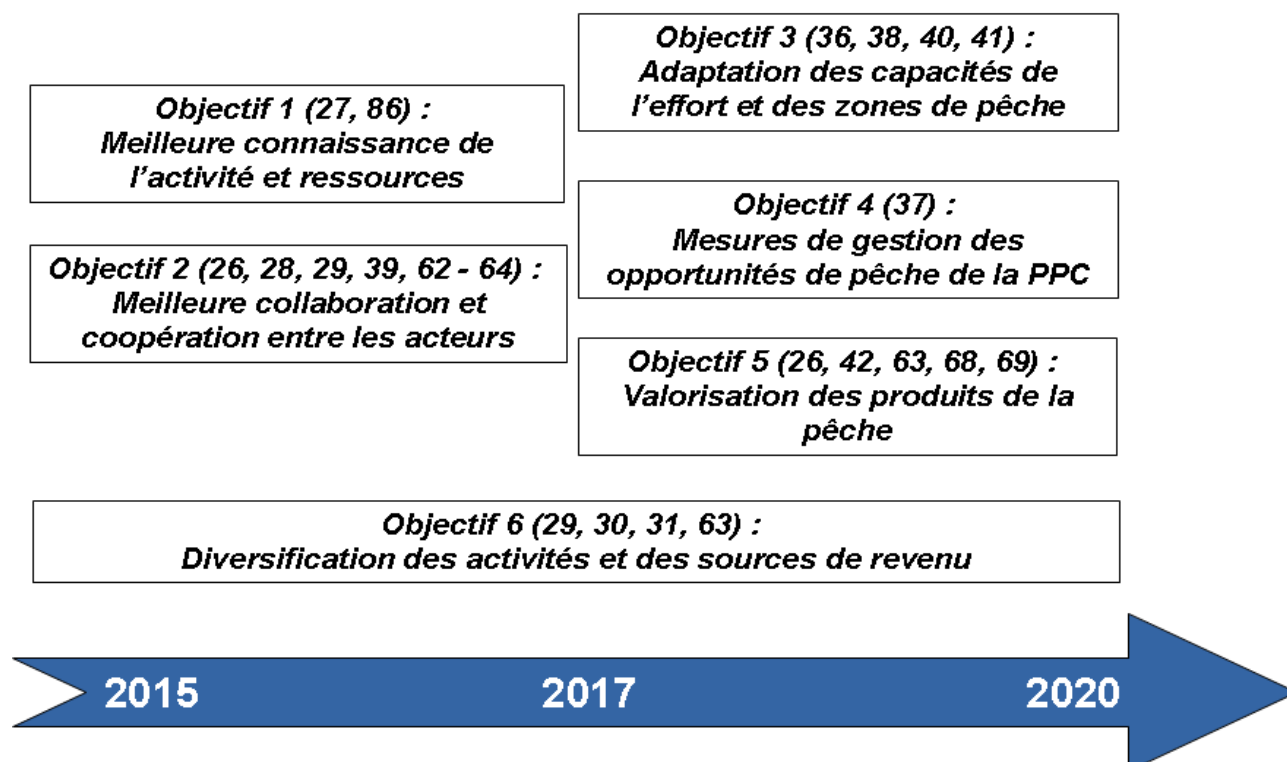 Objectif 1 (27, 86) :
Meilleure connaissance de
l’activité et ressources
Objectif 2 (26, 28, 29, 39, 62 - 64) :
Meilleure collaboration et
coopération entre les acteurs
Objectif 3 (36, 38, 40, 41) :
Adaptation des capacités de
l’effort et des zones de pêche
Objectif 4 (37) :
Mesures de gestion des
opportunités de pêche de la PPC
Objectif 5 (26, 42, 63, 68, 69) :
Valorisation des produits de la
pêche
Objectif 6 (29, 30, 31, 63) :
Diversification des activités et des sources de revenu
2015 2017 2020